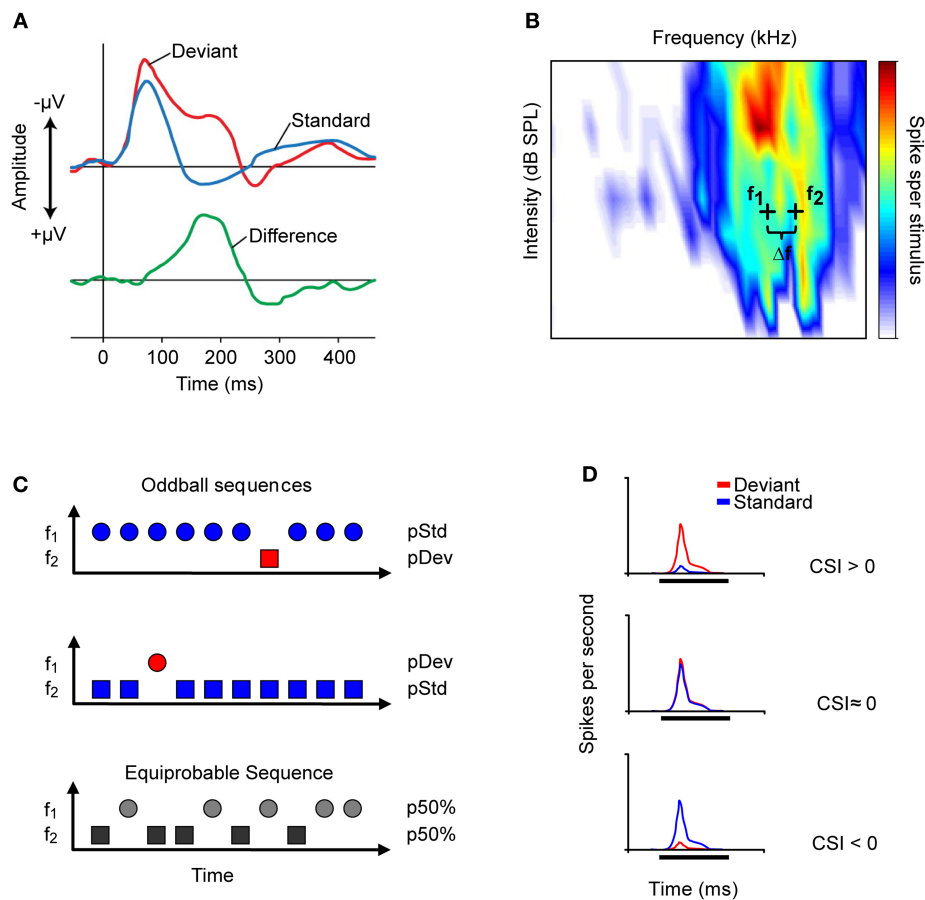 A
Deviant
-µV
Standard
Amplitude
+µV
Difference
0 100 200 300 400
Time (ms)
B
Frequency (kHz)
Intensity (dB SPL)
f1 f2
Δf
Spike sper stimulus
C
Oddball sequences
f1 pStd
f2 pDev
f1 pDev
f2 pStd
Equiprobable Sequence
f1 p50%
f2 p50%
Time
D
Deviant
Standard
CSI > 0
Spikes per second
CSI≈ 0
CSI < 0
Time (ms)